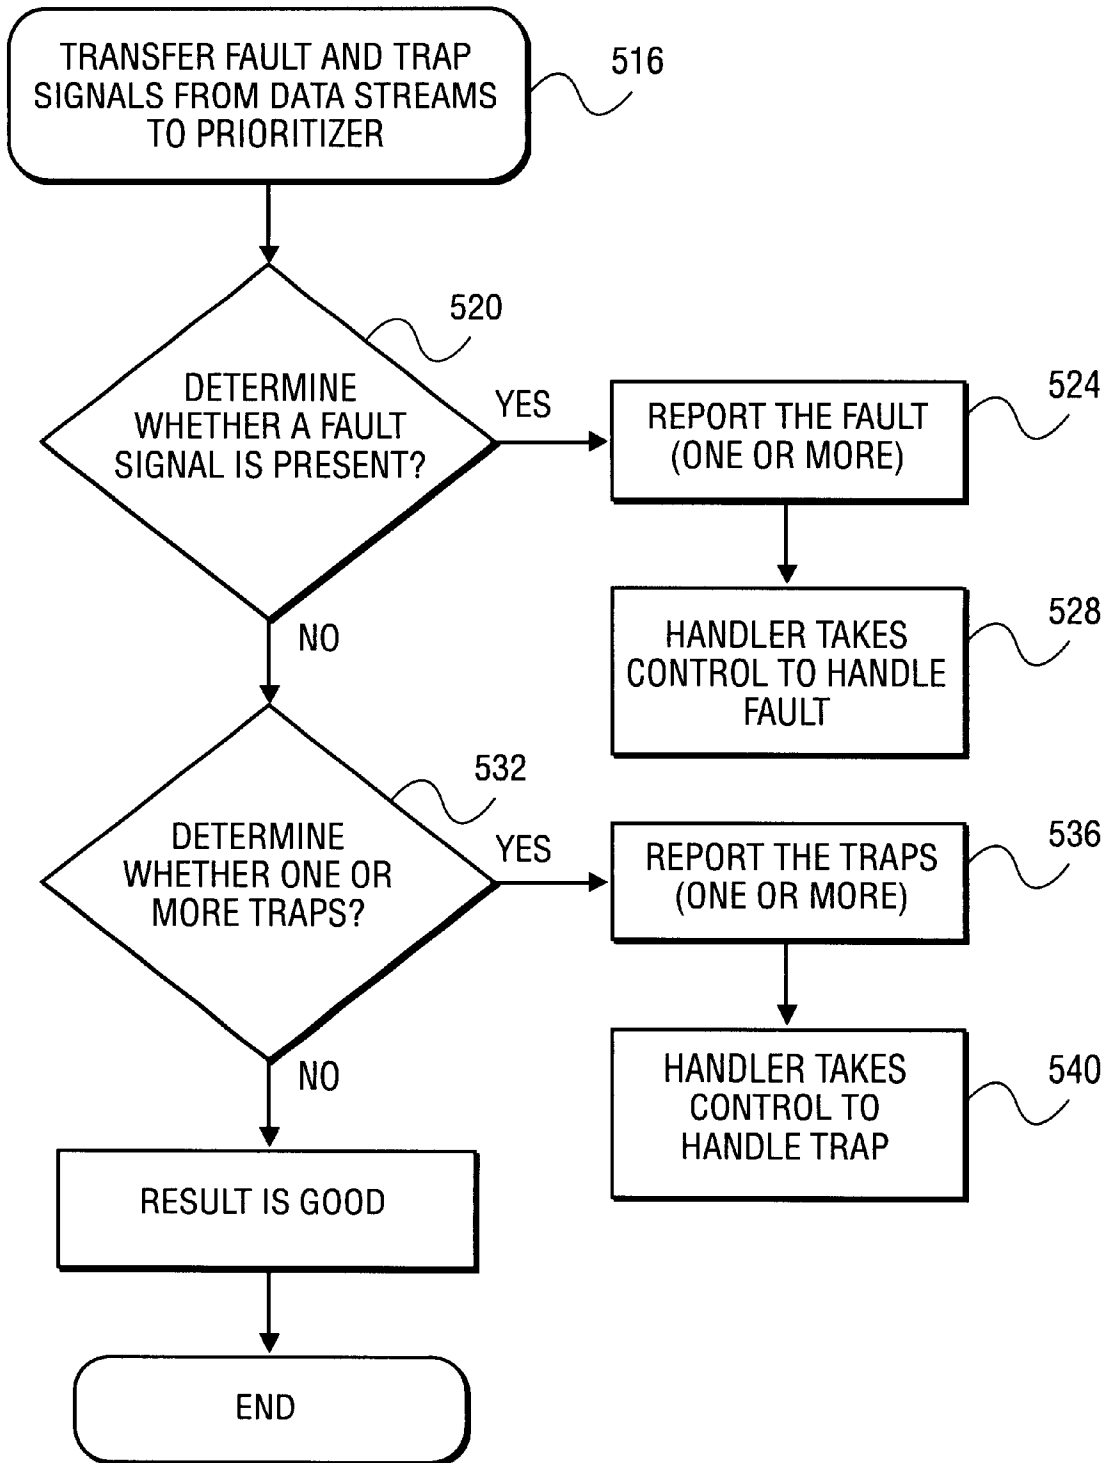 TRANSFER FAULT AND TRAP
SIGNALS FROM DATA STREAMS
TO PRIORITIZER
516
520
DETERMINE
WHETHER A FAULT
SIGNAL IS PRESENT?
YES
REPORT THE FAULT
(ONE OR MORE)
524
HANDLER TAKES
CONTROL TO HANDLE
FAULT
528
NO
532
DETERMINE
WHETHER ONE OR
MORE TRAPS?
YES
REPORT THE TRAPS
(ONE OR MORE)
536
HANDLER TAKES
CONTROL TO
HANDLE TRAP
540
NO
RESULT IS GOOD
END